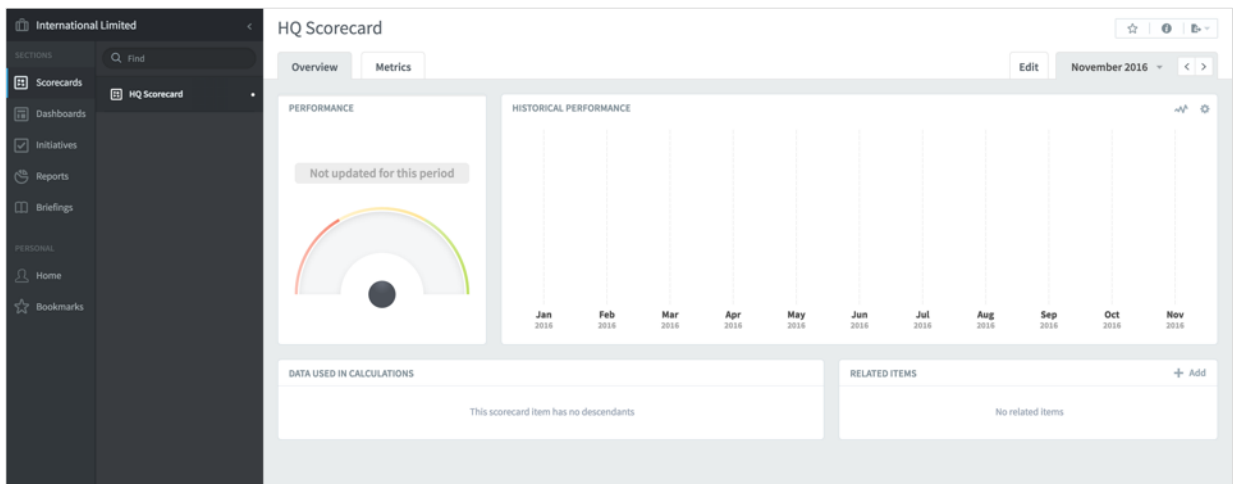 International Limited
SECTIONS
Scorecards
Dashboards
Initiatives
Reports
Briefings
PERSONAL
Home
Bookmarks
Find
HQ Scorecard
HQ Scorecard
Overview Metrics
Edit November 2016
PERFORMANCE
Not updated for this period
HISTORICAL PERFORMANCE
Jan Feb Mar Apr May Jun Jul Aug Sep Oct Nov
2016 2016 2016 2016 2016 2016 2016 2016 2016 2016 2016
DATA USED IN CALCULATIONS
This scorecard item has no descendants
RELATED ITEMS
+ Add
No related items